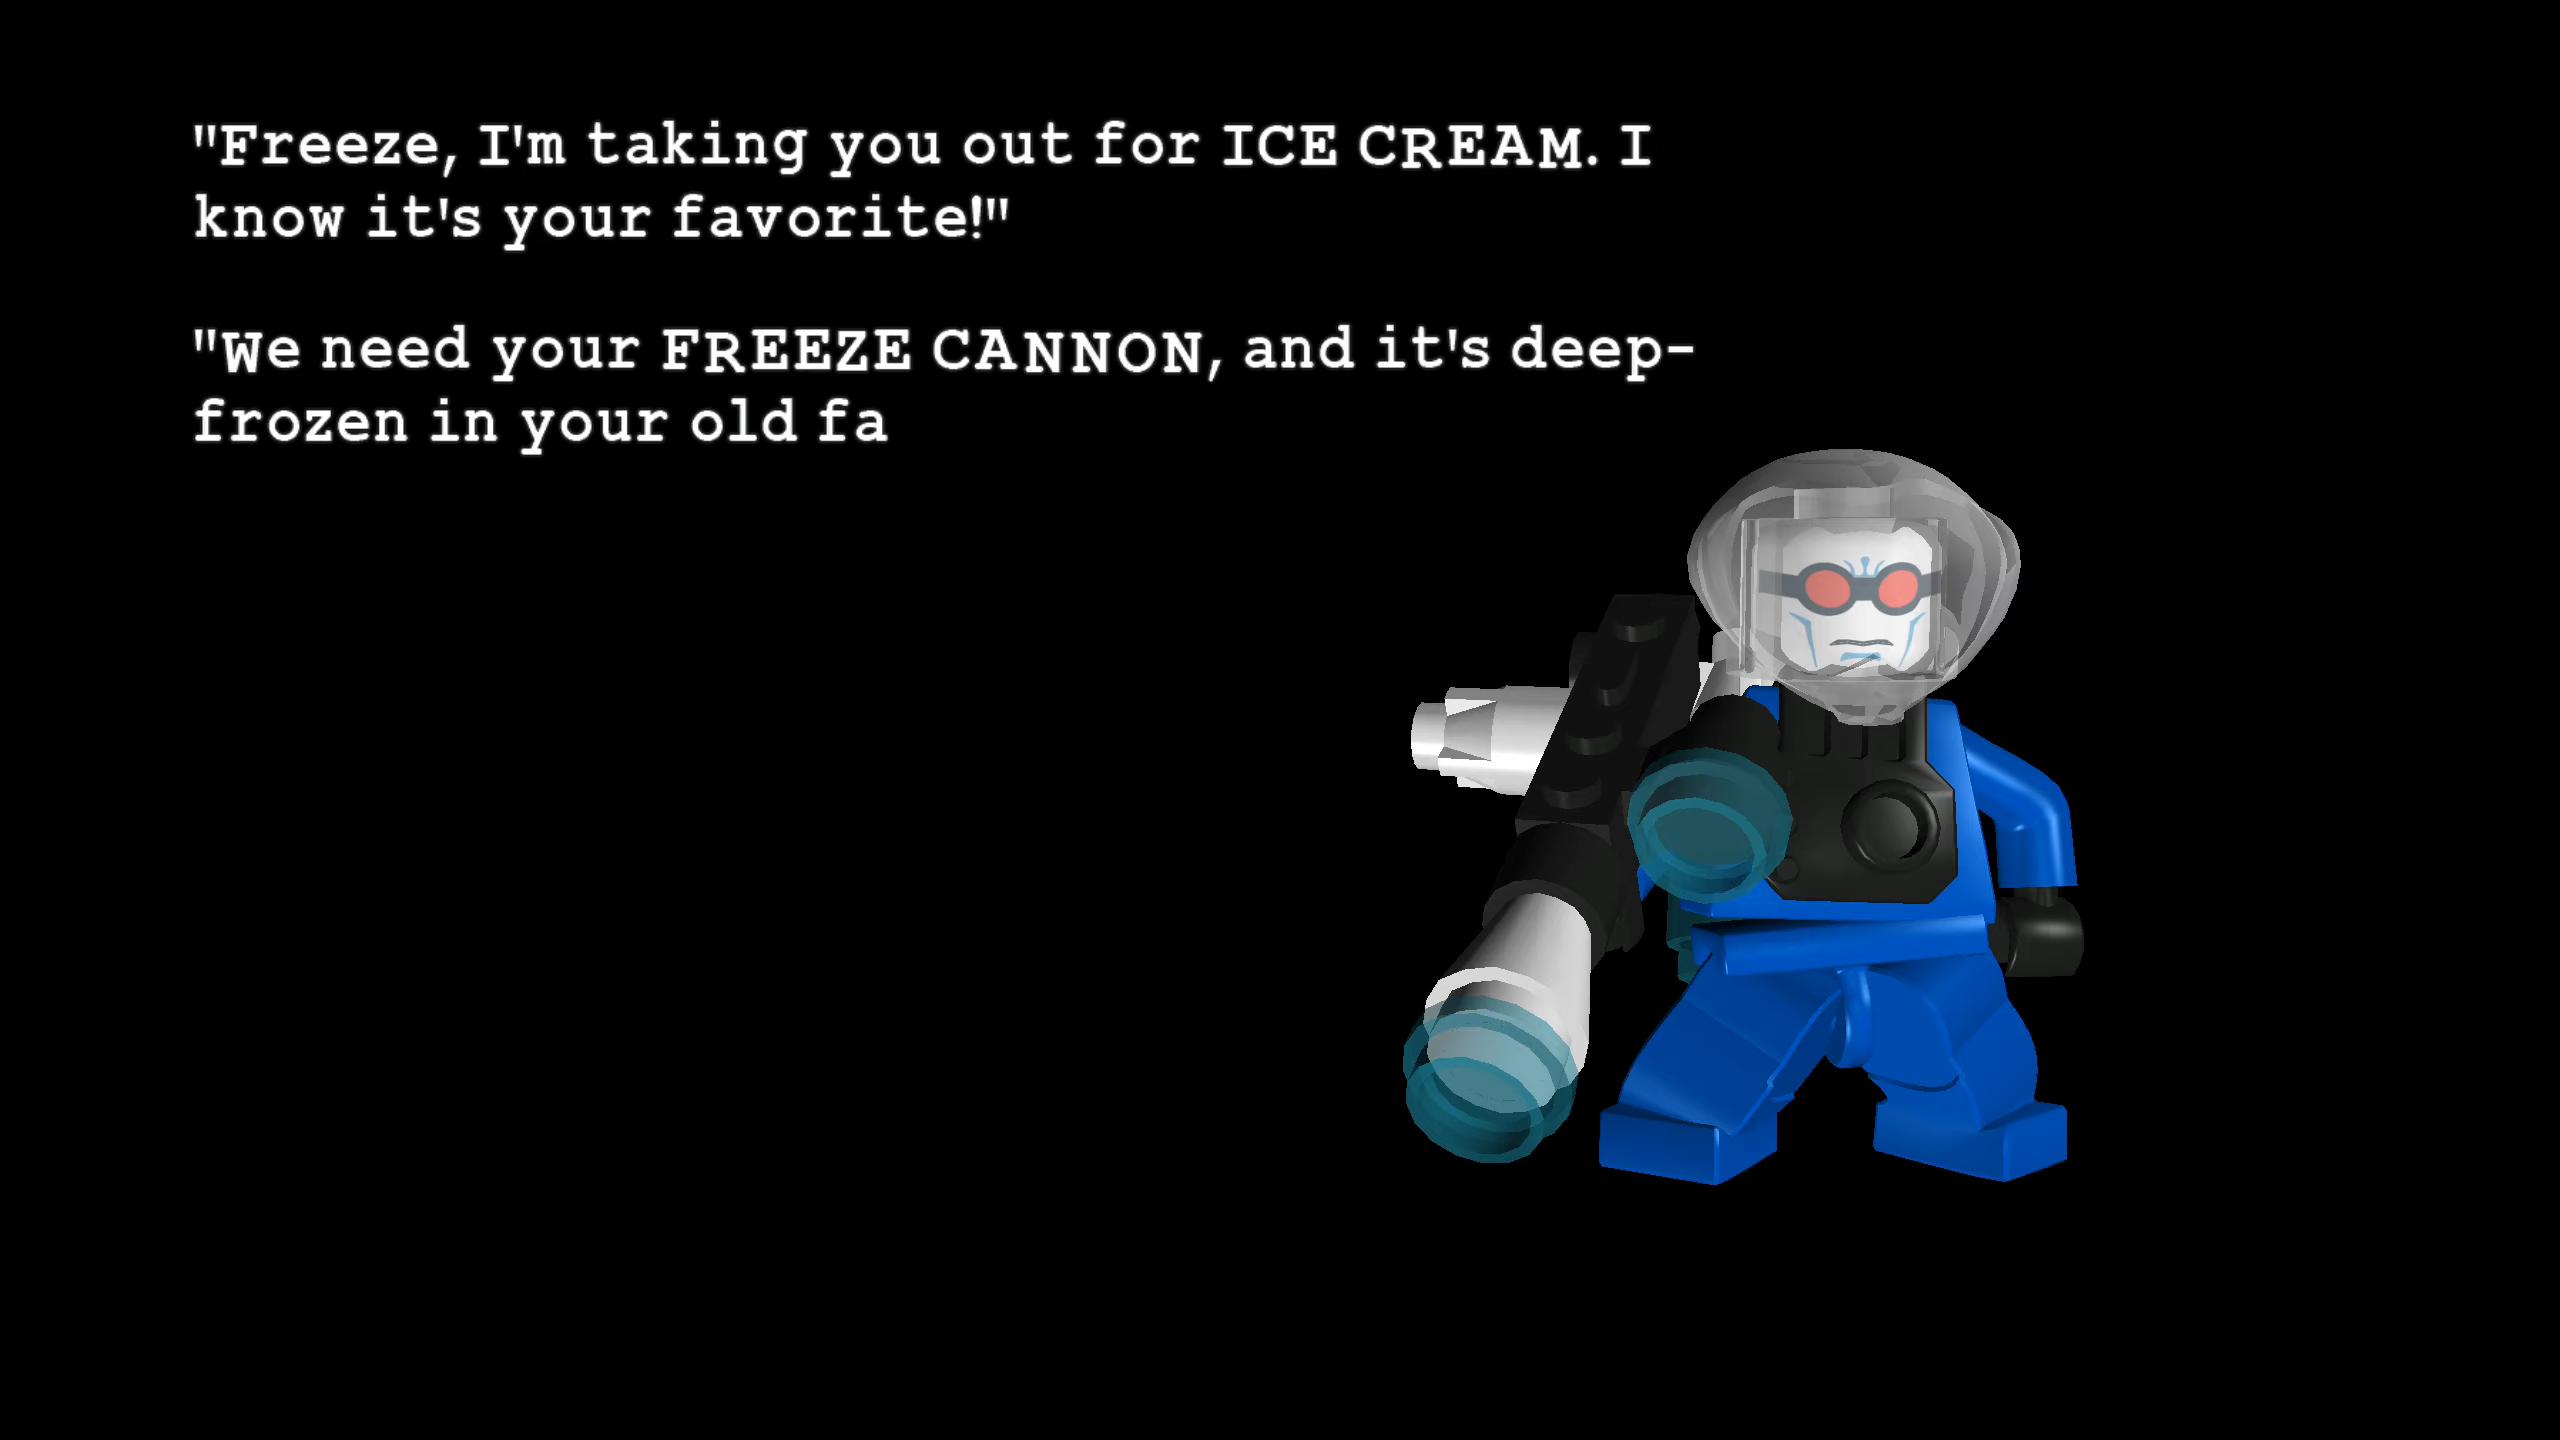 "Freeze, I'm taking you out for ICE CREAM. I
know it's your favorite!"
"We need your FREEZE CANNON, and it's deep-
frozen in your old fa